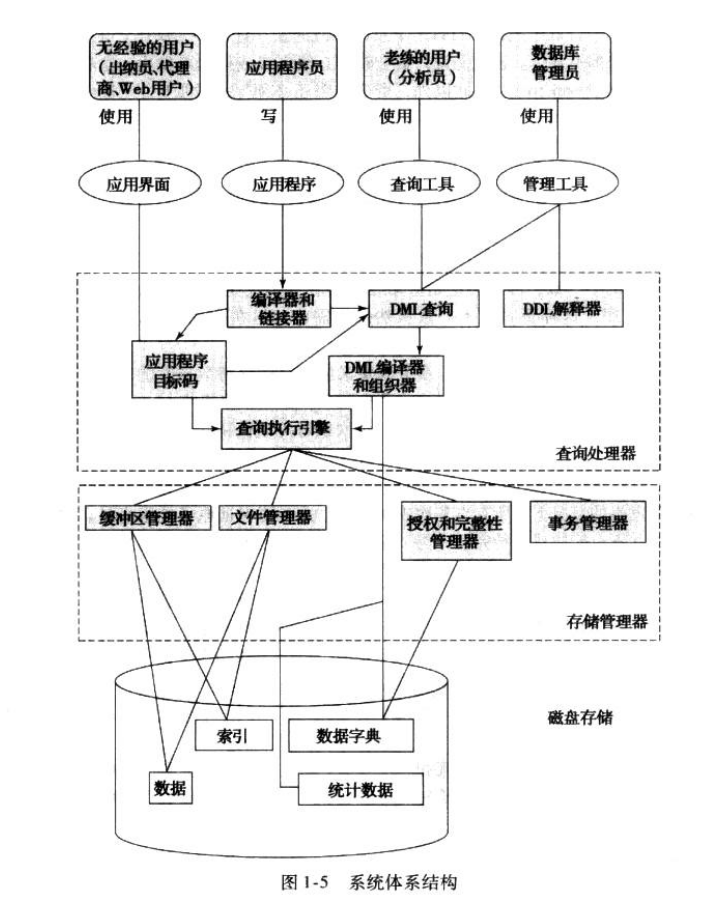 无经验的用户
(出纳员、代理
商、Web用户)
应用程序员
老练的用户
(分析员)
数据库
管理员
使用
写
使用
使用
应用界面
应用程序
查询工具
管理工具
编译器和
链接器
DML查询
DDL解释器
应用程序
目标码
DML编译器
和组织器
查询执行引擎
查询处理器
缓冲区管理器
文件管理器
授权和完整性
管理器
事务管理器
存储管理器
磁盘存储
索引
数据字典
数据
统计数据
图 1-5 系统体系结构